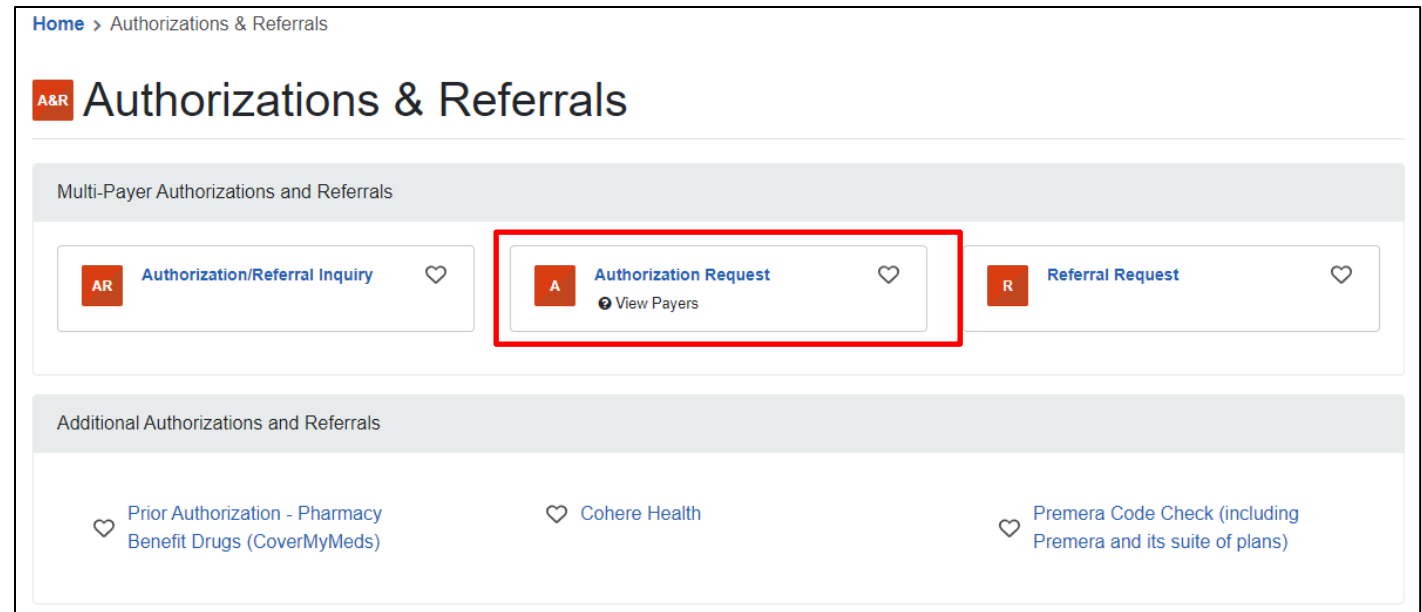 Home > Authorizations & Referrals
A&R Authorizations & Referrals
Multi-Payer Authorizations and Referrals
AR Authorization/Referral Inquiry
A Authorization Request
? View Payers
R Referral Request
Additional Authorizations and Referrals
Prior Authorization - Pharmacy
Benefit Drugs (CoverMyMeds)
Cohere Health
Premera Code Check (including
Premera and its suite of plans)